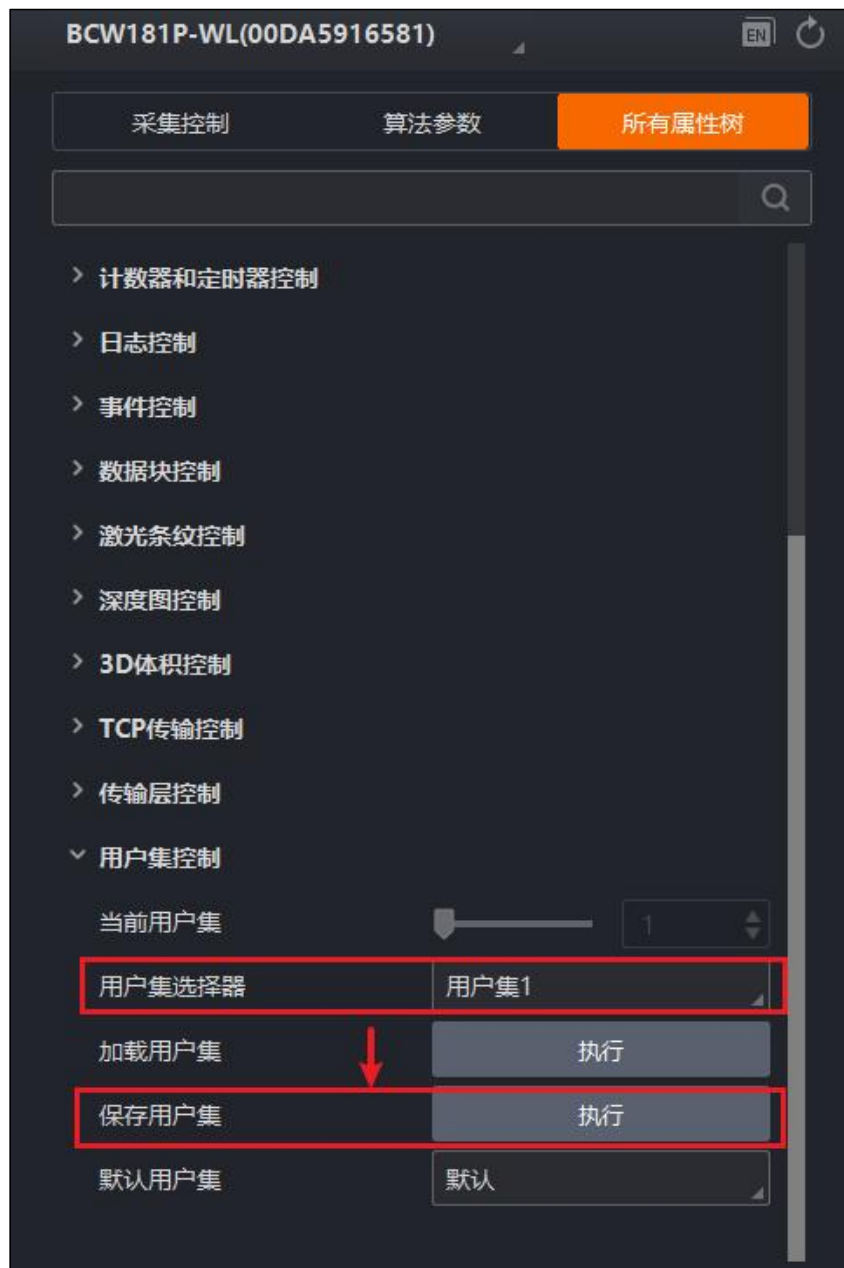 BCW181P-WL(00DA5916581) EN
采集控制 算法参数 所有属性树
计数器和定时器控制
日志控制
事件控制
数据块控制
激光条纹控制
深度图控制
3D体积控制
TCP传输控制
传输层控制
用户集控制
当前用户集 1
用户集选择器 用户集1
加载用户集 执行
保存用户集 执行
默认用户集 默认